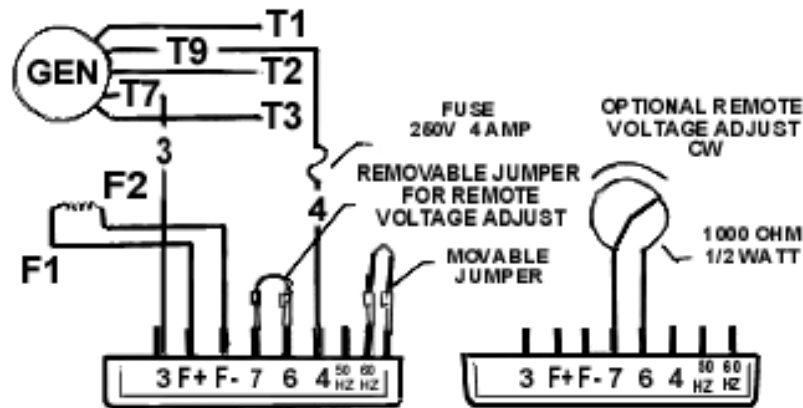 T1
T9
GEN
T2
T7
T3
3
FUSE
250V 4 AMP
OPTIONAL REMOTE
VOLTAGE ADJUST
CW
F2
REMOVABLE JUMPER
FOR REMOTE
VOLTAGE ADJUST
4
F1
MOVABLE
JUMPER
1000 OHM
1/2 WATT
3 F+ F- 7 6 4 50 HZ 60 HZ
3 F+ F- 7 6 4 50 HZ 60 HZ